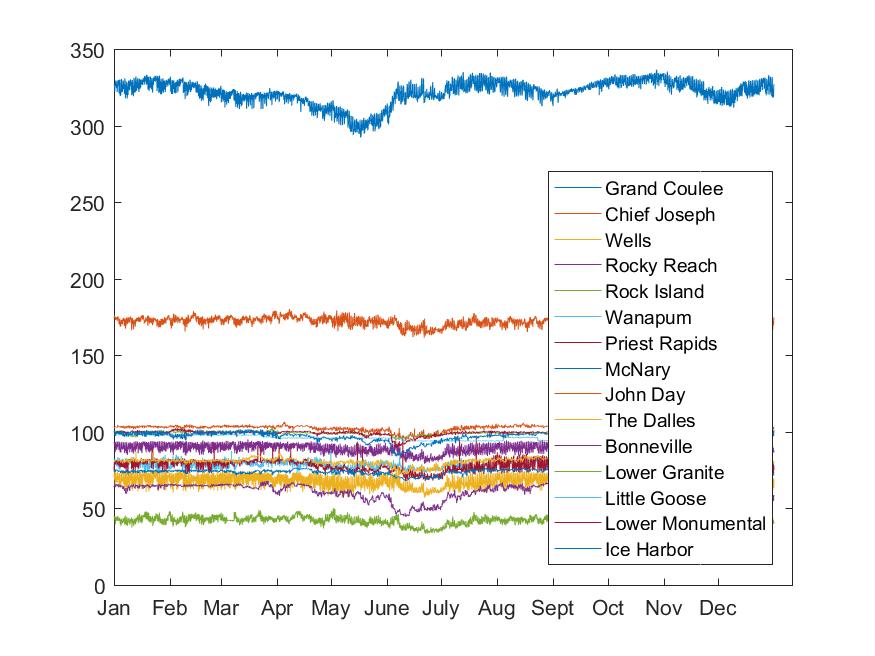 350
300
250
200
150
100
50
0
Jan Feb Mar Apr May June July Aug Sept Oct Nov Dec
Grand Coulee
Chief Joseph
Wells
Rocky Reach
Rock Island
Wanapum
Priest Rapids
McNary
John Day
The Dalles
Bonneville
Lower Granite
Little Goose
Lower Monumental
Ice Harbor